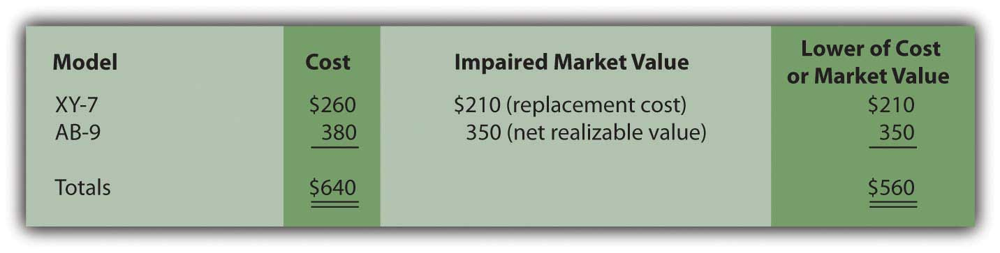 Model Cost Impaired Market Value Lower of Cost
or Market Value
XY-7 $260 $210 (replacement cost) $210
AB-9 380 350 (net realizable value) 350
Totals $640 $560